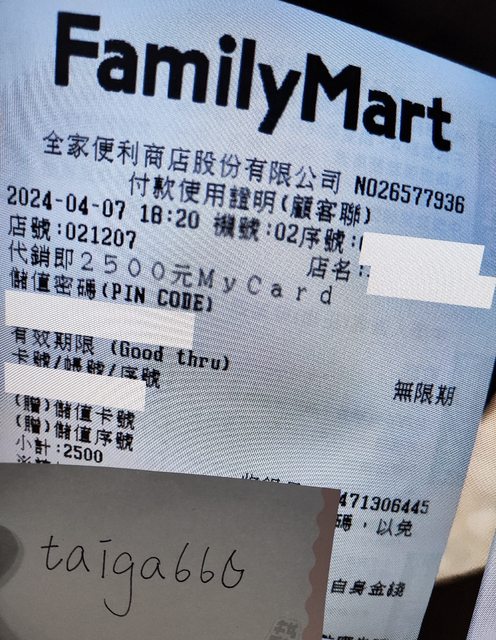 FamilyMart
全家便利商店股份有限公司 NO26577936
付款使用證明(顧客聯)
2024-04-07 18:20 機號:02序號:
店號:021207 店名:
代銷即2500元MyCard
儲值密碼(PIN CODE)
有效期限 (Good thru) 無限期
卡號/帳號/序號
(贈)儲值卡號
(贈)儲值序號
小計:2500
471306445
碼，以免
自身金錢
taiga666